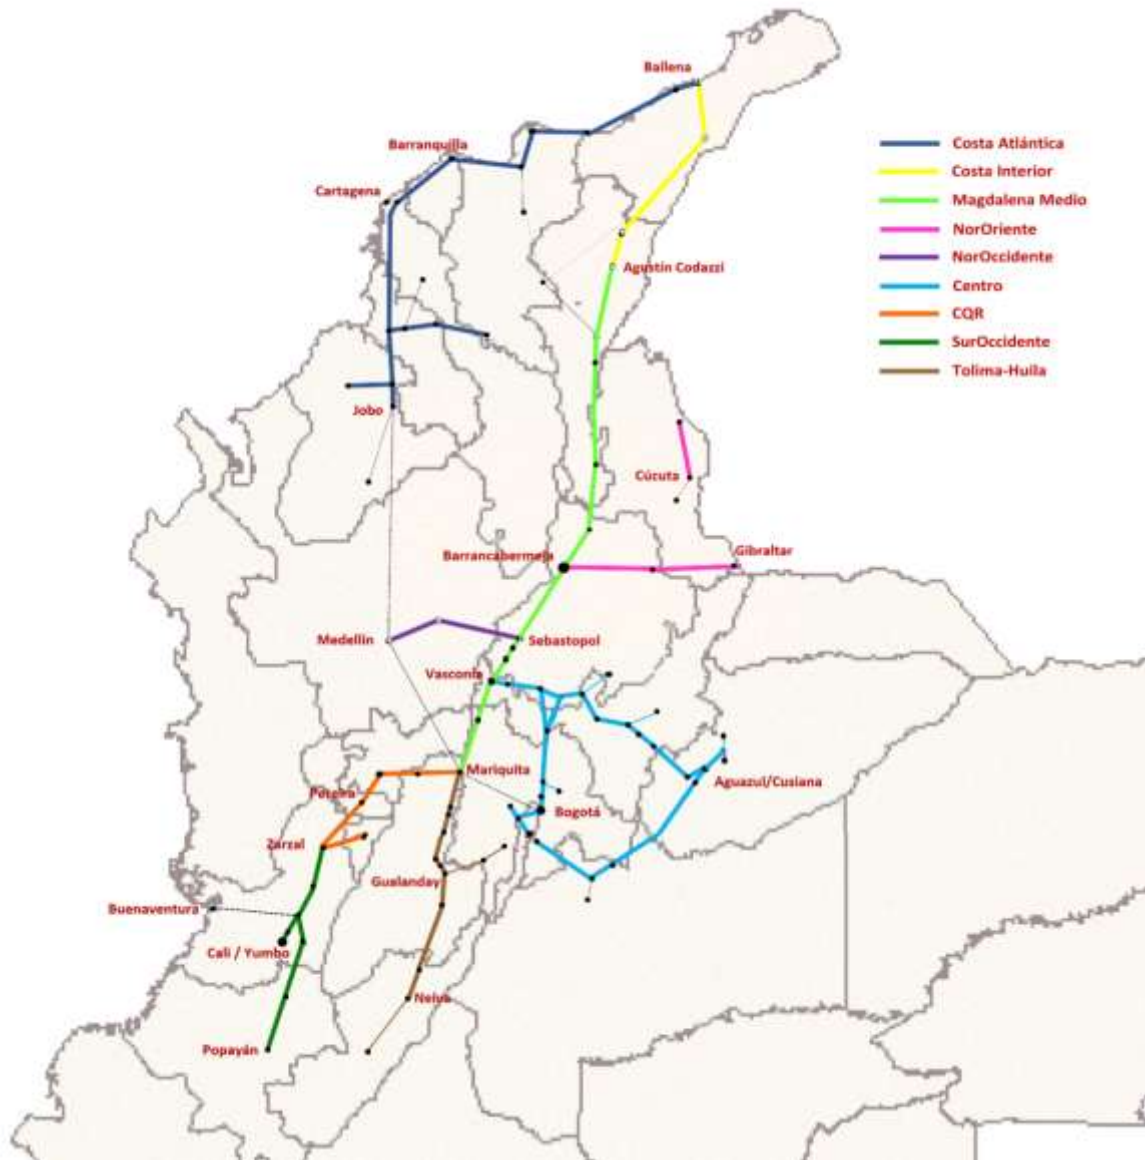 Ballena
Barranquilla
Cartagena
Costa Atlántica
Costa Interior
Magdalena Medio
NorOriente
NorOccidente
Centro
CQR
SurOccidente
Tolima-Huila
Agustín Codazzi
Jobo
Cúcuta
Barrancabermeja
Gibraltar
Medellín
Sebastopol
Vasconia
Mariquita
Aguazul/Cusiana
Pereira
Bogotá
Zarzal
Gualanday
Buenaventura
Cali / Yumbo
Neiva
Popayán